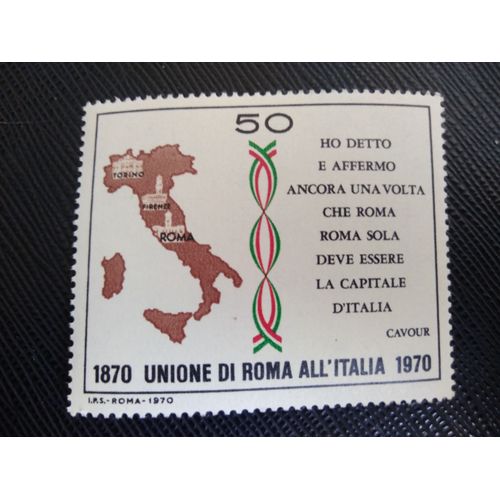 50
TORINO
FIRENZE
ROMA
HO DETTO
E AFFERMO
ANCORA UNA VOLTA
CHE ROMA
ROMA SOLA
DEVE ESSERE
LA CAPITALE
D'ITALIA
CAVOUR
1870 UNIONE DI ROMA ALL'ITALIA 1970
I.P.S.-ROMA-1970